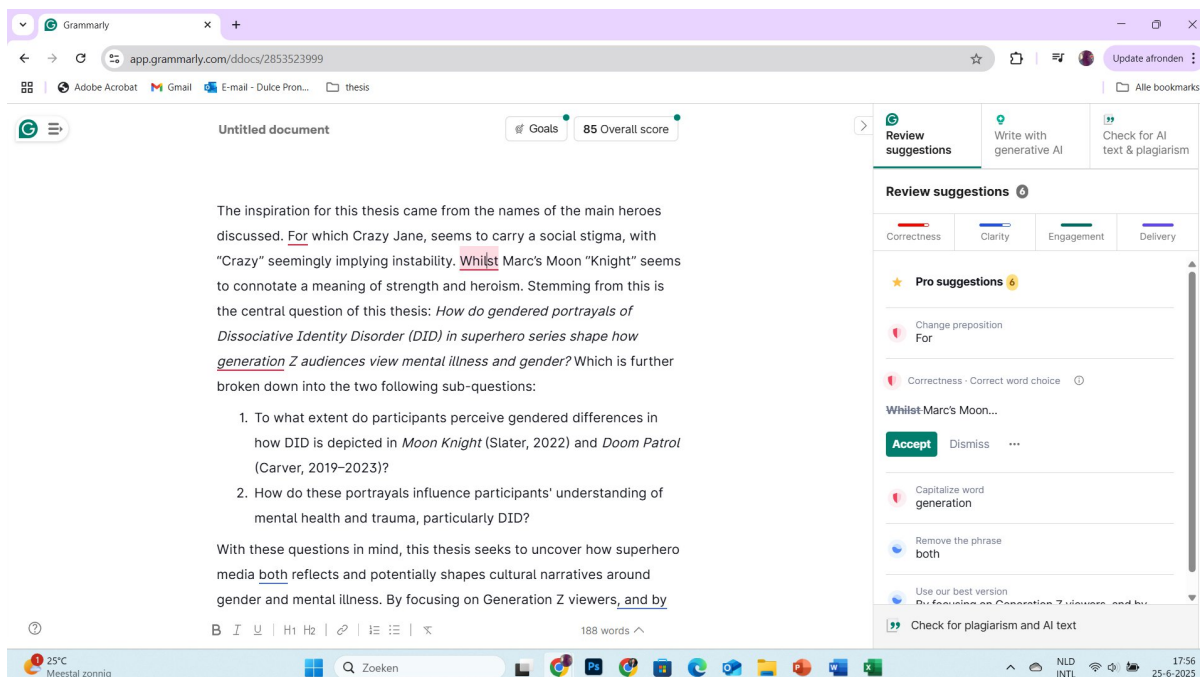 Grammarly
app.grammarly.com/ddocs/2853523999
Update afronden
Adobe Acrobat
Gmail
E-mail - Dulce Pron...
thesis
Alle bookmarks
Untitled document
Goals
85 Overall score
The inspiration for this thesis came from the names of the main heroes
discussed. For which Crazy Jane, seems to carry a social stigma, with
“Crazy” seemingly implying instability. Whilst Marc’s Moon “Knight” seems
to connotate a meaning of strength and heroism. Stemming from this is
the central question of this thesis: How do gendered portrayals of
Dissociative Identity Disorder (DID) in superhero series shape how
generation Z audiences view mental illness and gender? Which is further
broken down into the two following sub-questions:
1. To what extent do participants perceive gendered differences in
how DID is depicted in Moon Knight (Slater, 2022) and Doom Patrol
(Carver, 2019–2023)?
2. How do these portrayals influence participants' understanding of
mental health and trauma, particularly DID?
With these questions in mind, this thesis seeks to uncover how superhero
media both reflects and potentially shapes cultural narratives around
gender and mental illness. By focusing on Generation Z viewers, and by
B I U H1 H2
188 words
Review
suggestions
Write with
generative AI
Check for AI
text & plagiarism
Review suggestions 6
Correctness
Clarity
Engagement
Delivery
Pro suggestions 6
Change preposition
For
Correctness · Correct word choice
Whilst Marc's Moon...
Accept
Dismiss
Capitalize word
generation
Remove the phrase
both
Use our best version
By focusing on Generation Z viewers, and by
Check for plagiarism and AI text
1
25°C
Meestal zonnig
Zoeken
NLD
INTL
17:56
25-6-2025